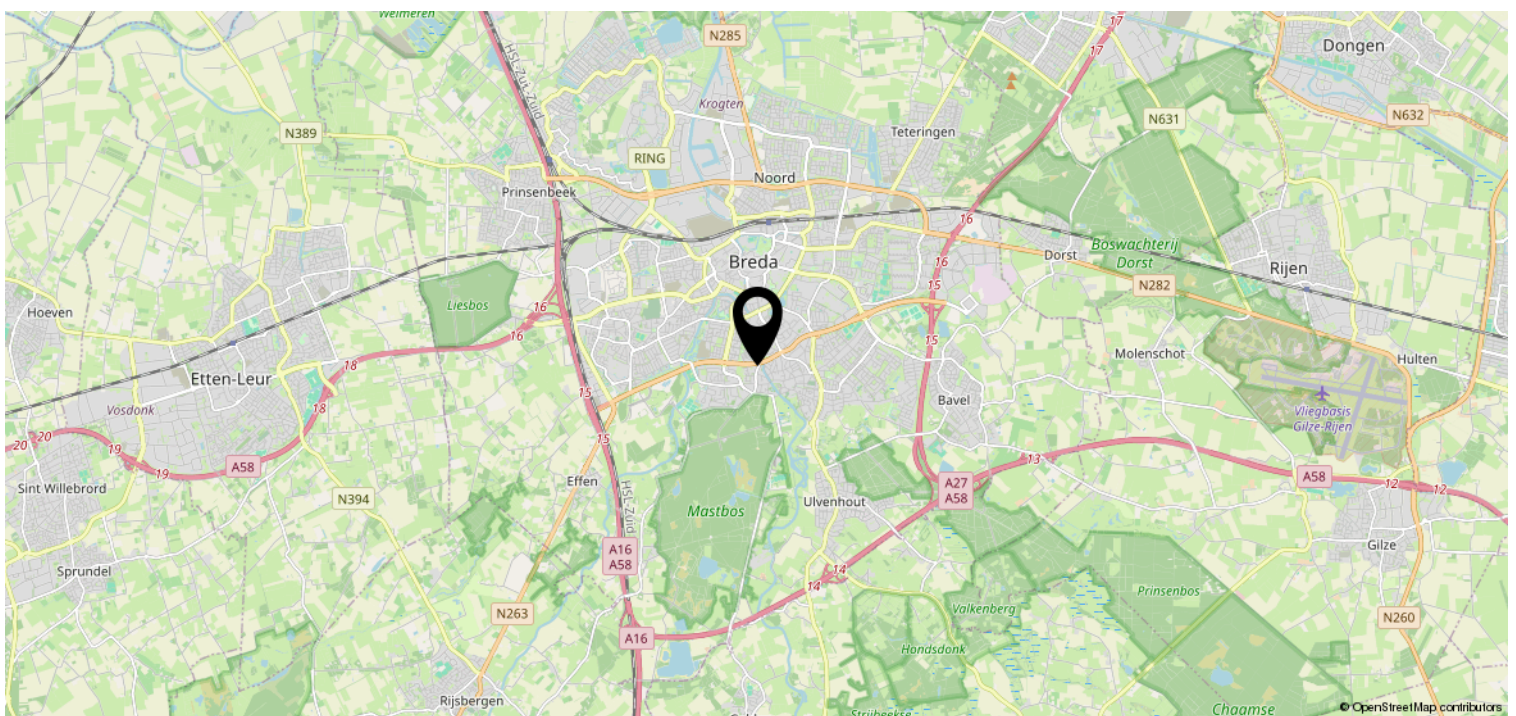 Weimeren
17
N285
Dongen
17
HSL-Zuid
Krogten
N389
Teteringen
N631
N632
RING
Prinsenbeek
Noord
16
Boswachterij
Dorst
Breda
16
Dorst
Rijen
15
N282
Liesbos
16
Hoeven
16
15
Molenschot
Hulten
18
Etten-Leur
15
Bavel
Vosdonk
18
Vliegbasis
Gilze-Rijen
20
20
19
15
19
A58
13
A58
12
12
Sint Willebrord
N394
Effen
HSL-Zuid
Mastbos
Ulvenhout
A27
A58
Gilze
A16
A58
Sprundel
14
14
N263
Valkenberg
Prinsenbos
N260
A16
Hondsdonk
Rijsbergen
Strijbeekse
Chaamse
© OpenStreetMap contributors